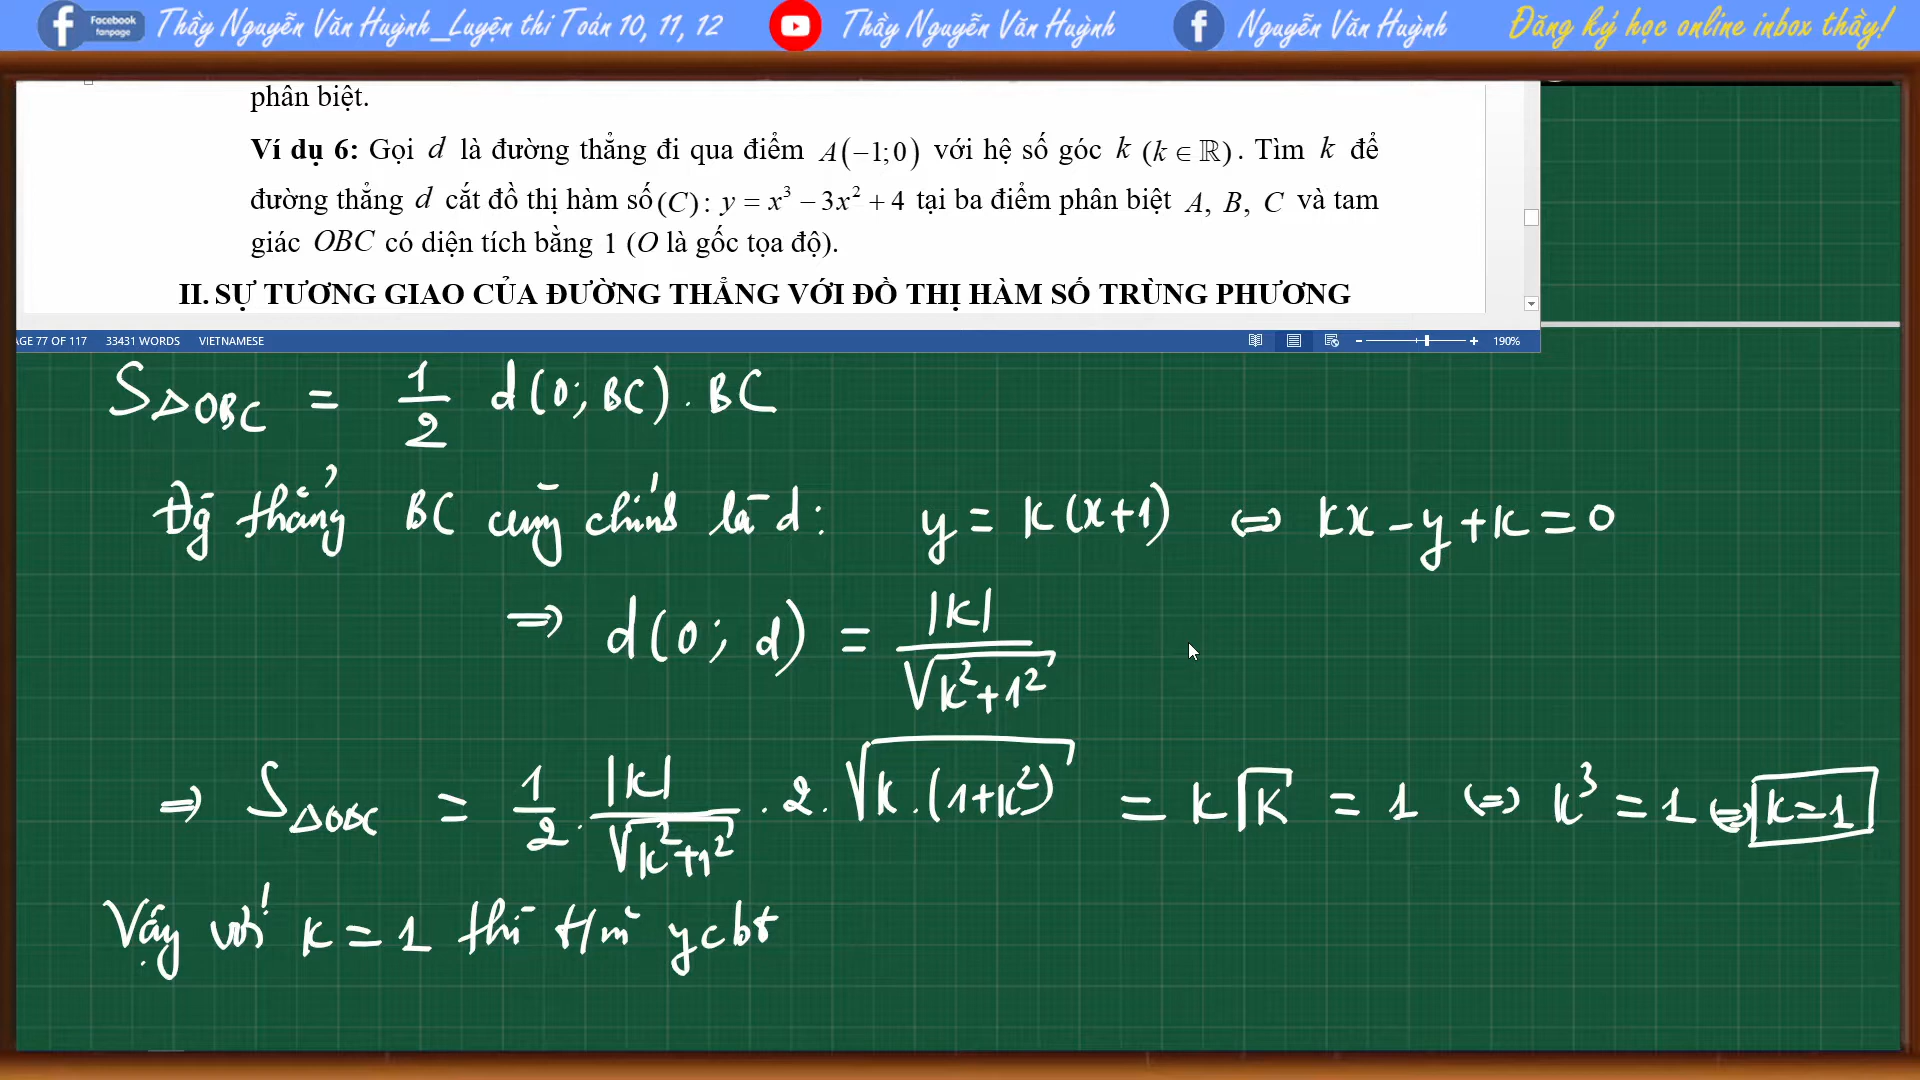 Facebook fanpage Thầy Nguyễn Văn Huỳnh_Luyện thi Toán 10, 11, 12 Thầy Nguyễn Văn Huỳnh Nguyễn Văn Huỳnh Đăng ký học online inbox thầy!
phân biệt.
Ví dụ 6: Gọi d là đường thẳng đi qua điểm A(−1;0) với hệ số góc k (k ∈ ℝ). Tìm k để
đường thẳng d cắt đồ thị hàm số (C): y = x³ − 3x² + 4 tại ba điểm phân biệt A, B, C và tam
giác OBC có diện tích bằng 1 (O là gốc tọa độ).
II. SỰ TƯƠNG GIAO CỦA ĐƯỜNG THẲNG VỚI ĐỒ THỊ HÀM SỐ TRÙNG PHƯƠNG
AGE 77 OF 117 33431 WORDS VIETNAMESE 190%
S△OBC = 1/2 d(O; BC). BC
Đg thẳng BC cũng chính là d: y = k(x+1) ⇔ kx − y + k = 0
⇒ d(O; d) = |k| / √(k² + 1²)
⇒ S△OBC = 1/2 . |k| / √(k² + 1²) . 2 . √(k . (1+k²)) = k√k = 1 ⇔ k³ = 1 ⇔ k = 1
Vậy với k = 1 thì t/m ycbt